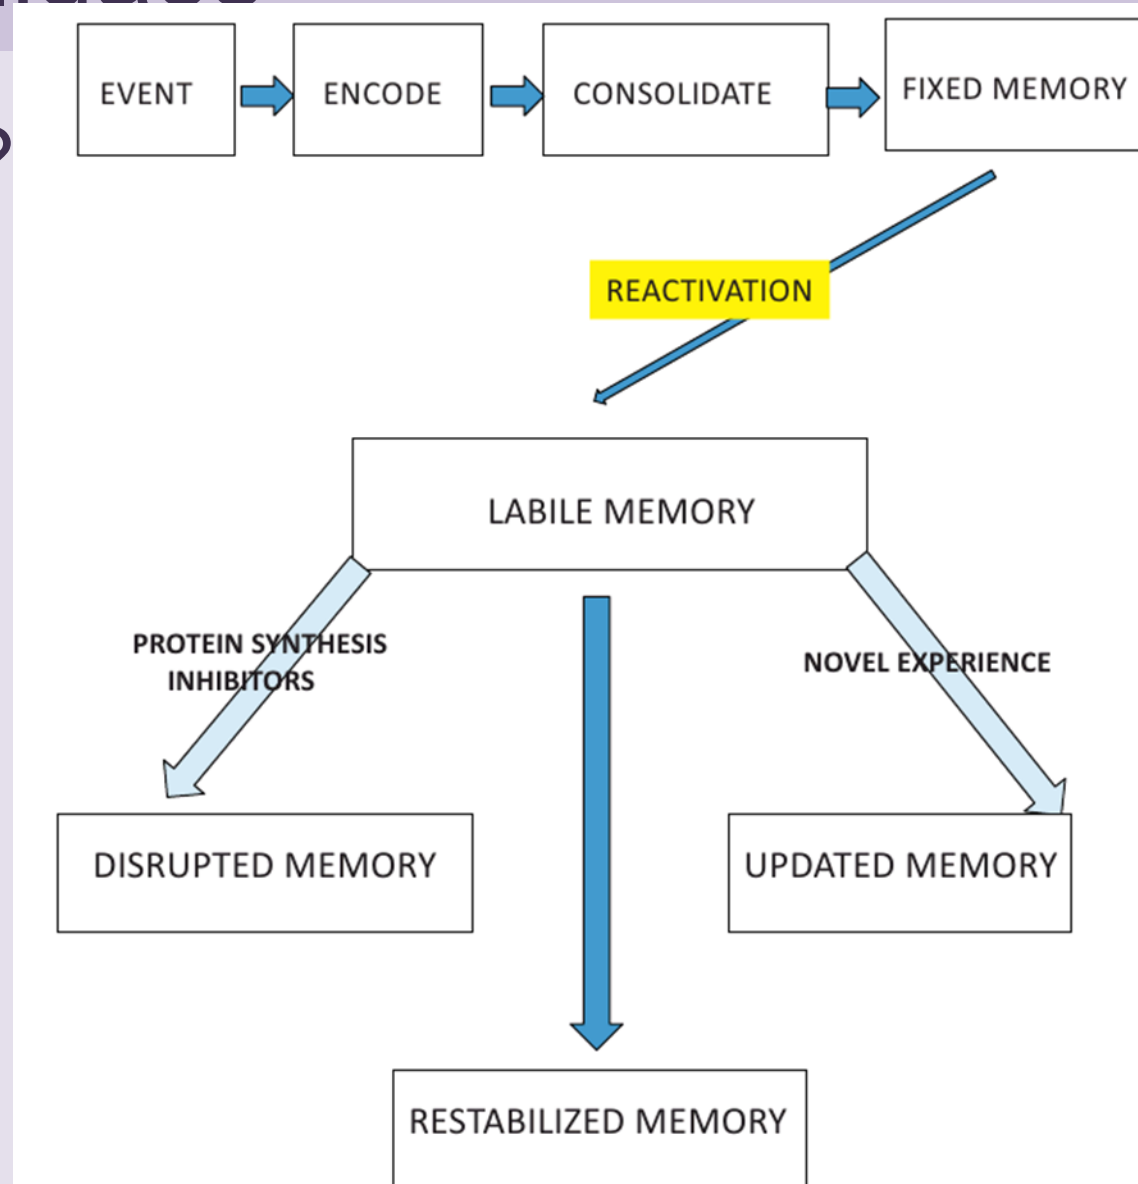 EVENT
ENCODE
CONSOLIDATE
FIXED MEMORY
REACTIVATION
LABILE MEMORY
PROTEIN SYNTHESIS
INHIBITORS
NOVEL EXPERIENCE
DISRUPTED MEMORY
UPDATED MEMORY
RESTABILIZED MEMORY